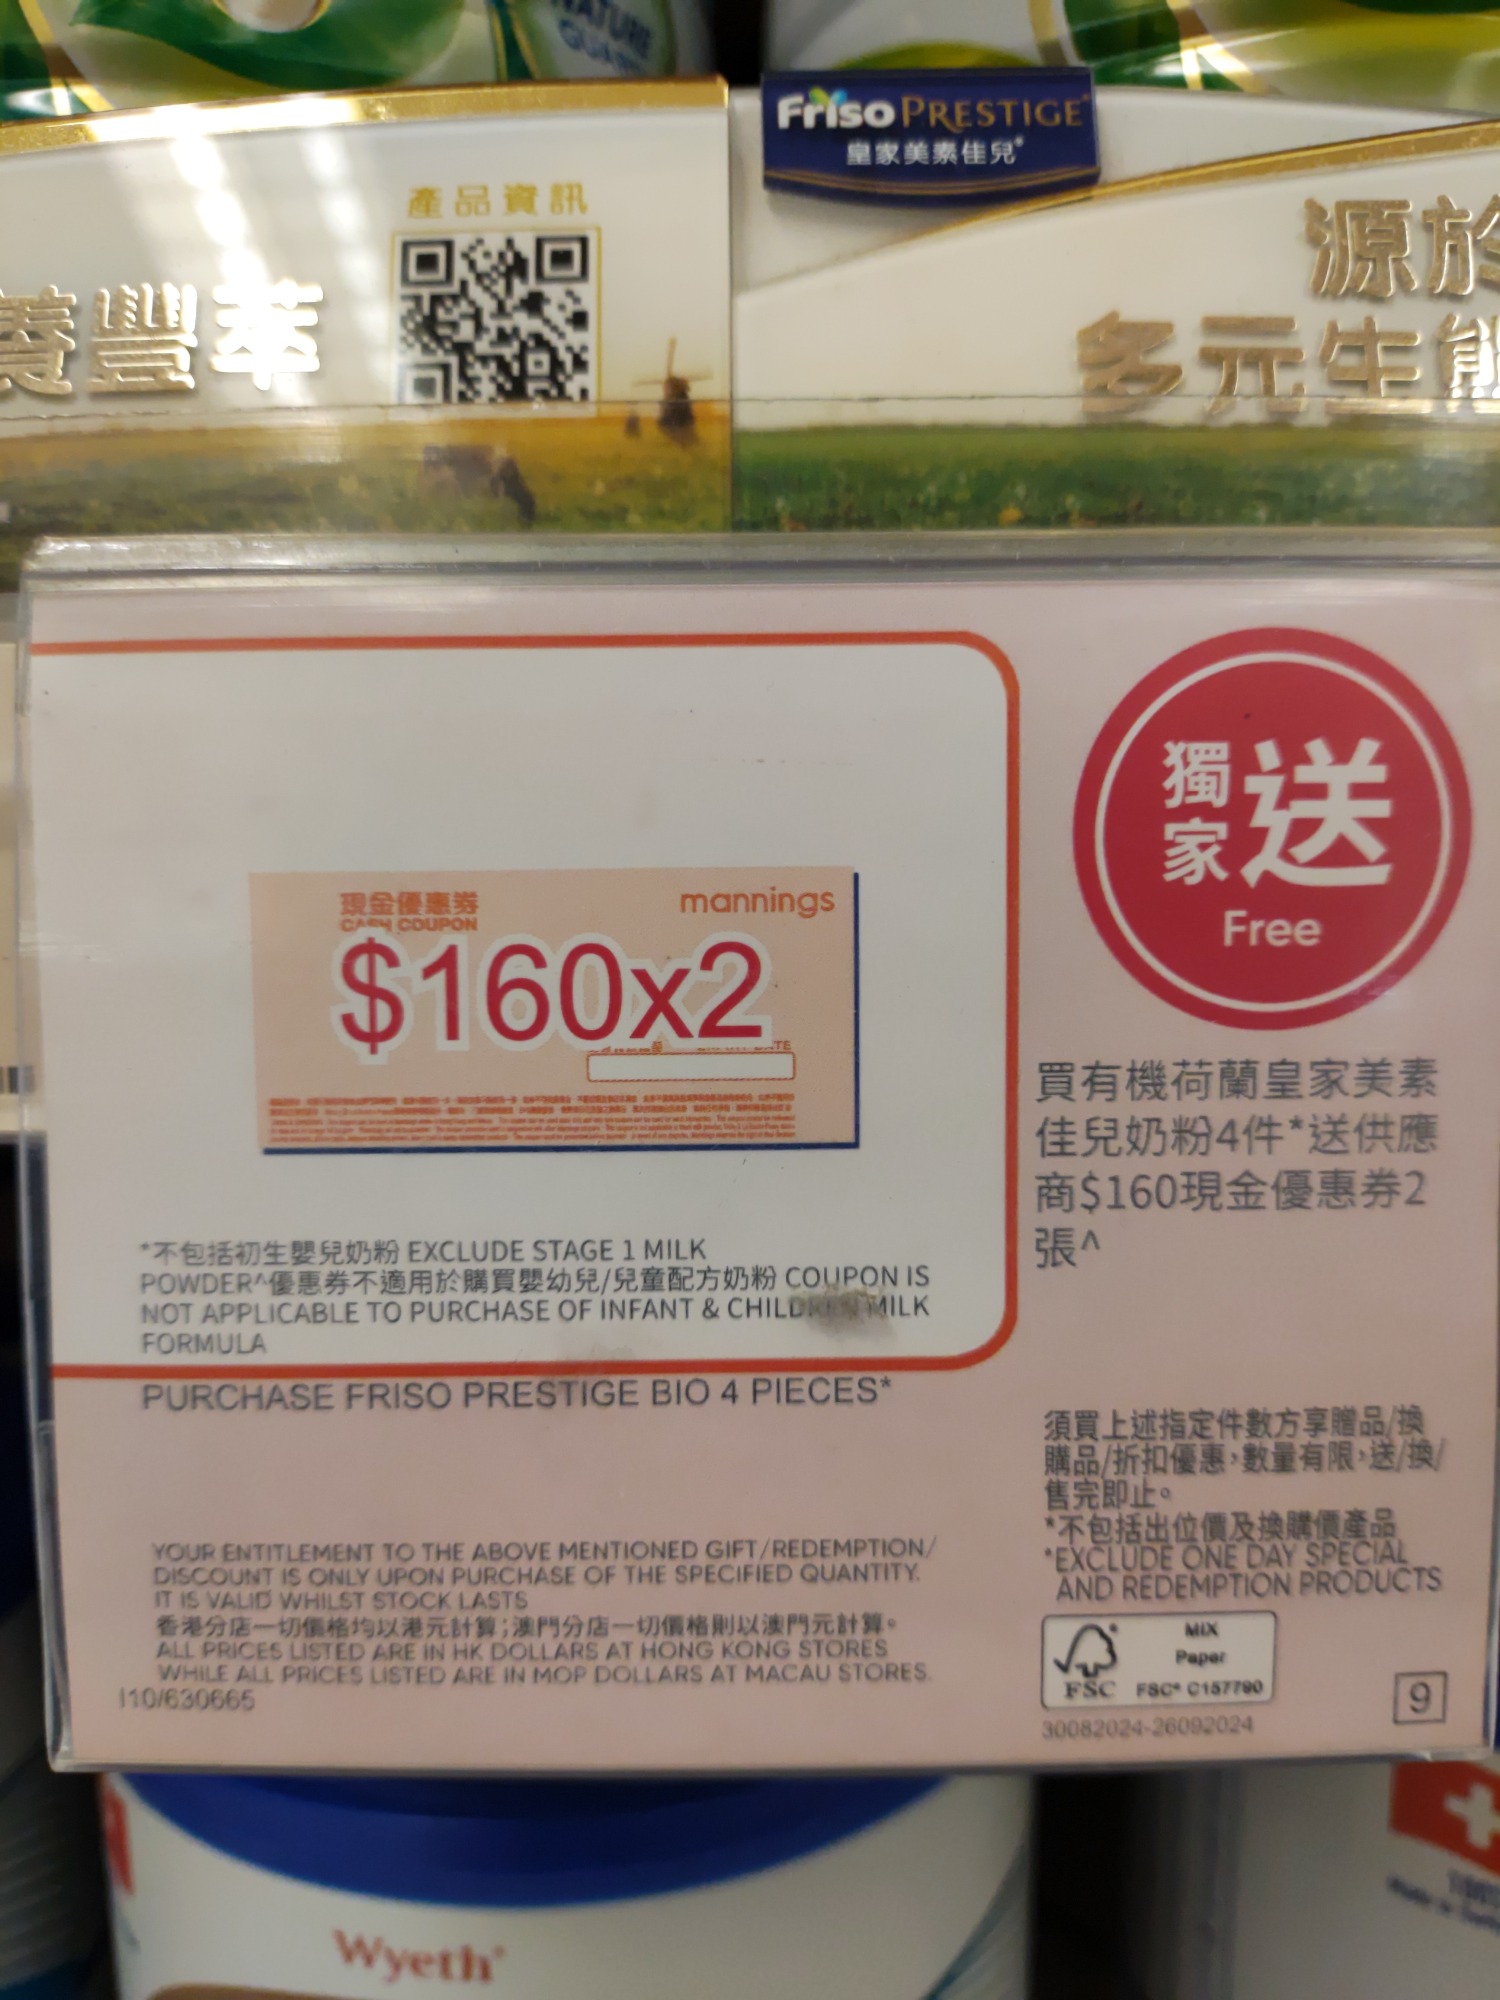 NATURE
Friso PRESTIGE
皇家美素佳兒
產品資訊
養豐萃
源於
多元生
獨家送
Free
現金優惠券
mannings
CASH COUPON
$160x2
買有機荷蘭皇家美素
佳兒奶粉4件*送供應
商$160現金優惠券2
張^
*不包括初生嬰兒奶粉 EXCLUDE STAGE 1 MILK
POWDER^優惠券不適用於購買嬰幼兒/兒童配方奶粉 COUPON IS
NOT APPLICABLE TO PURCHASE OF INFANT & CHILDREN MILK
FORMULA
PURCHASE FRISO PRESTIGE BIO 4 PIECES*
須買上述指定件數方享贈品/換
購品/折扣優惠,數量有限,送/換/
售完即止。
*不包括出位價及換購價產品
*EXCLUDE ONE DAY SPECIAL
AND REDEMPTION PRODUCTS
YOUR ENTITLEMENT TO THE ABOVE MENTIONED GIFT/REDEMPTION/
DISCOUNT IS ONLY UPON PURCHASE OF THE SPECIFIED QUANTITY.
IT IS VALID WHILST STOCK LASTS
香港分店一切價格均以港元計算;澳門分店一切價格則以澳門元計算。
ALL PRICES LISTED ARE IN HK DOLLARS AT HONG KONG STORES
WHILE ALL PRICES LISTED ARE IN MOP DOLLARS AT MACAU STORES.
I10/630665
MIX
Paper
FSC
FSC® C157790
30082024-26092024
9
Wyeth®